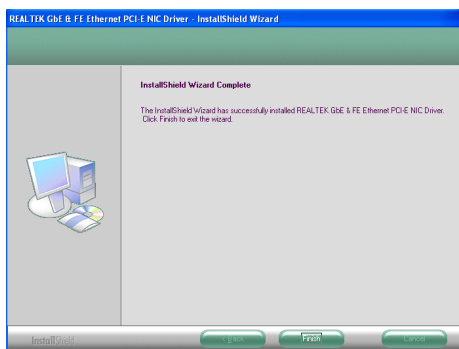 REALTEK GbE & FE Ethernet PCI-E NIC Driver - InstallShield Wizard
InstallShield Wizard Complete
The InstallShield Wizard has successfully installed REALTEK GbE & FE Ethernet PCI-E NIC Driver.
Click Finish to exit the wizard.
InstallShield
< Back
Finish
Cancel